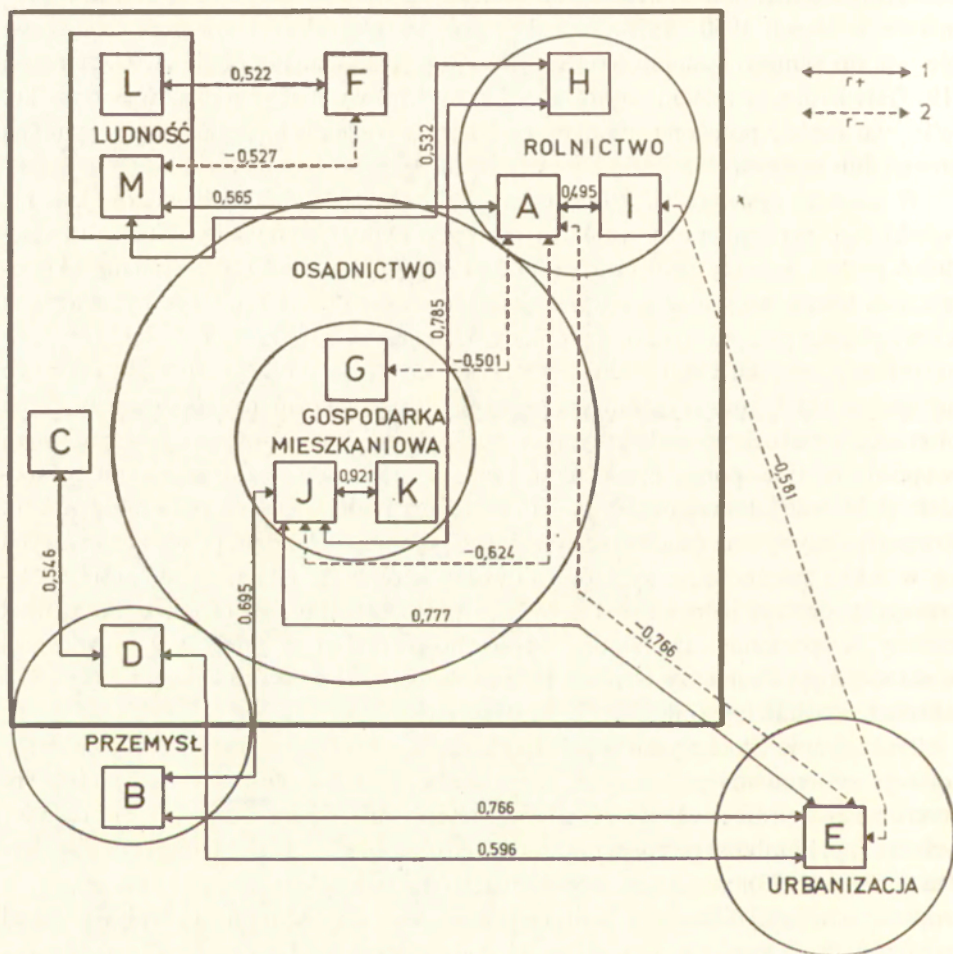 L
0,522
F
LUDNOŚĆ
M
-0,527
0,565
H
ROLNICTWO
A
0,495
I
0,532
r+
1
r-
2
OSADNICTWO
0,785
G
-0,501
GOSPODARKA
MIESZKANIOWA
J
0,921
K
C
-0,581
-0,624
0,546
0,695
0,777
-0,766
D
PRZEMYSŁ
B
0,766
0,596
E
URBANIZACJA